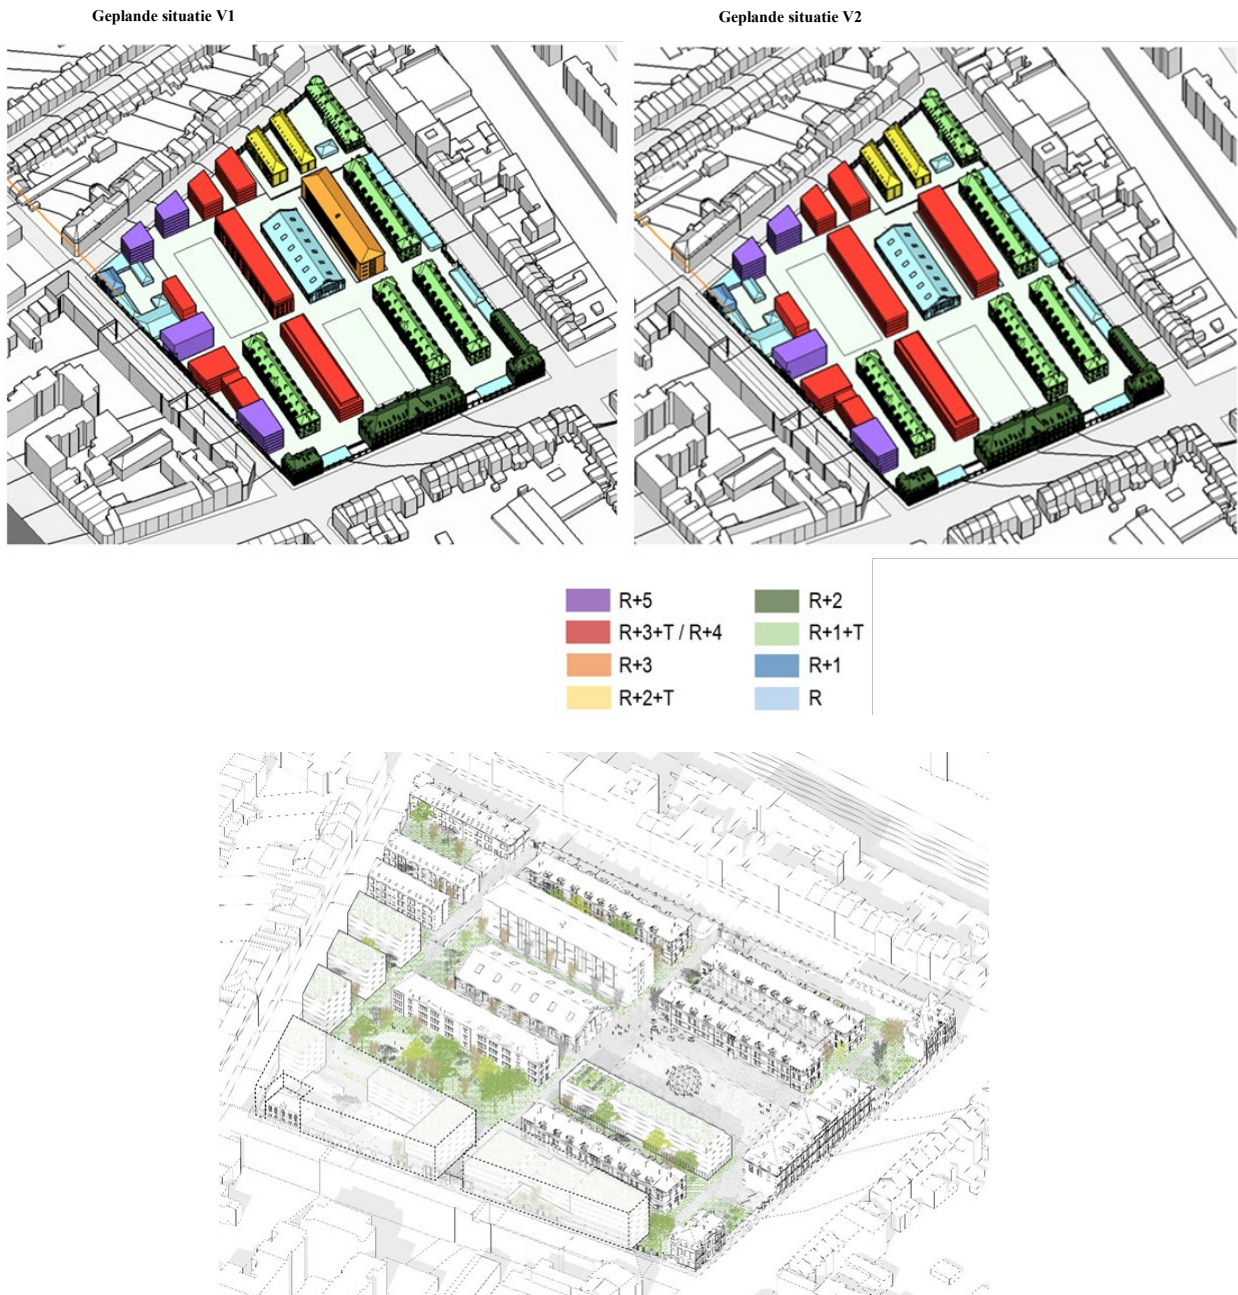 Geplande situatie V1
Geplande situatie V2
R+5
R+2
R+3+T / R+4
R+1+T
R+3
R+1
R+2+T
R